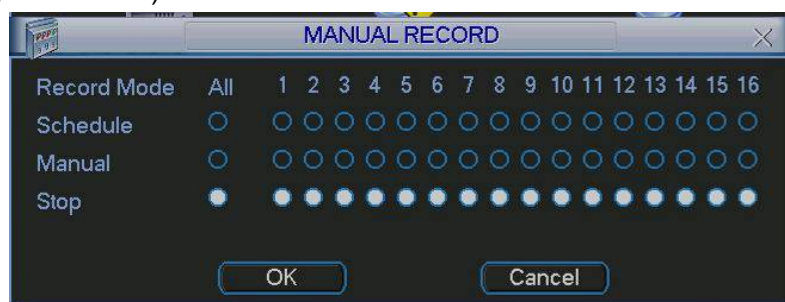 MANUAL RECORD
Record Mode All 1 2 3 4 5 6 7 8 9 10 11 12 13 14 15 16
Schedule
Manual
Stop
OK Cancel